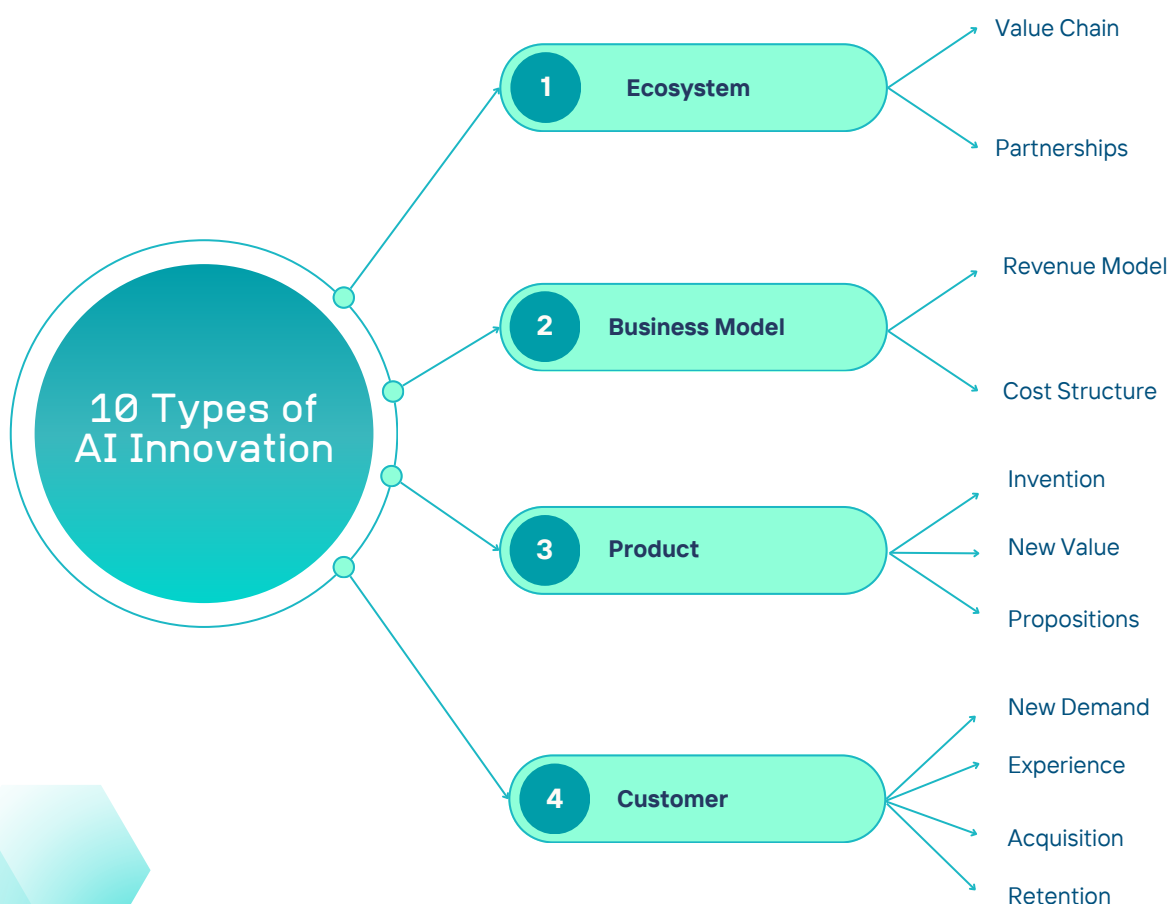 10 Types of
AI Innovation
1
Ecosystem
Value Chain
Partnerships
2
Business Model
Revenue Model
Cost Structure
3
Product
Invention
New Value
Propositions
4
Customer
New Demand
Experience
Acquisition
Retention